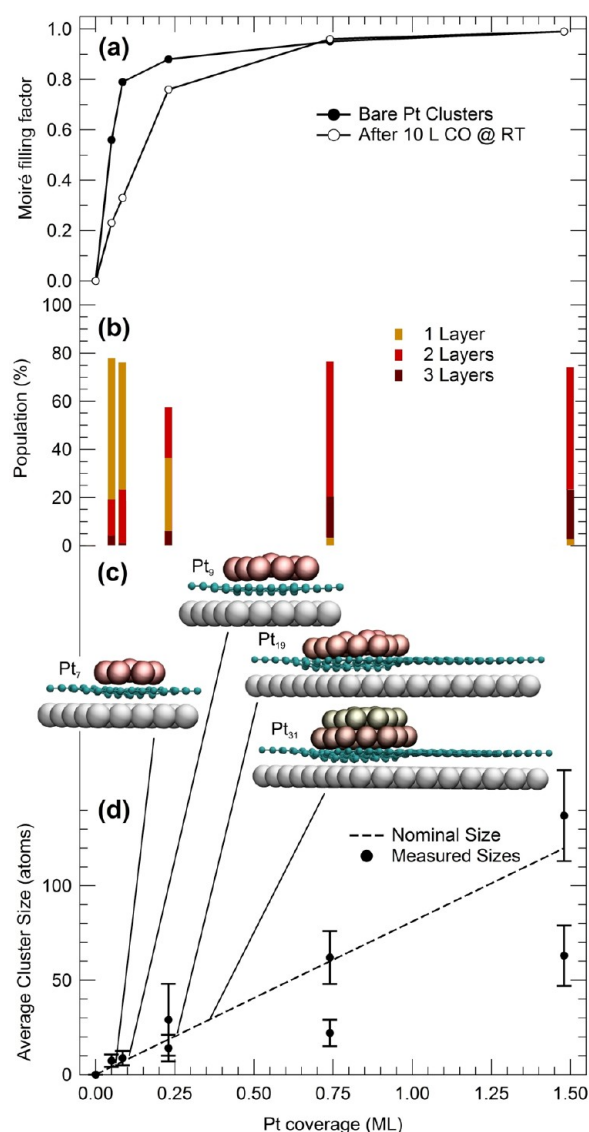 (a)
1.0
0.8
0.6
0.4
0.2
0.0
Moiré filling factor
Bare Pt Clusters
After 10 L CO @ RT
(b)
100
80
60
40
20
0
Population (%)
1 Layer
2 Layers
3 Layers
(c)
Pt9
Pt7
Pt19
Pt31
(d)
Nominal Size
Measured Sizes
100
50
0
Average Cluster Size (atoms)
0.00 0.25 0.50 0.75 1.00 1.25 1.50
Pt coverage (ML)